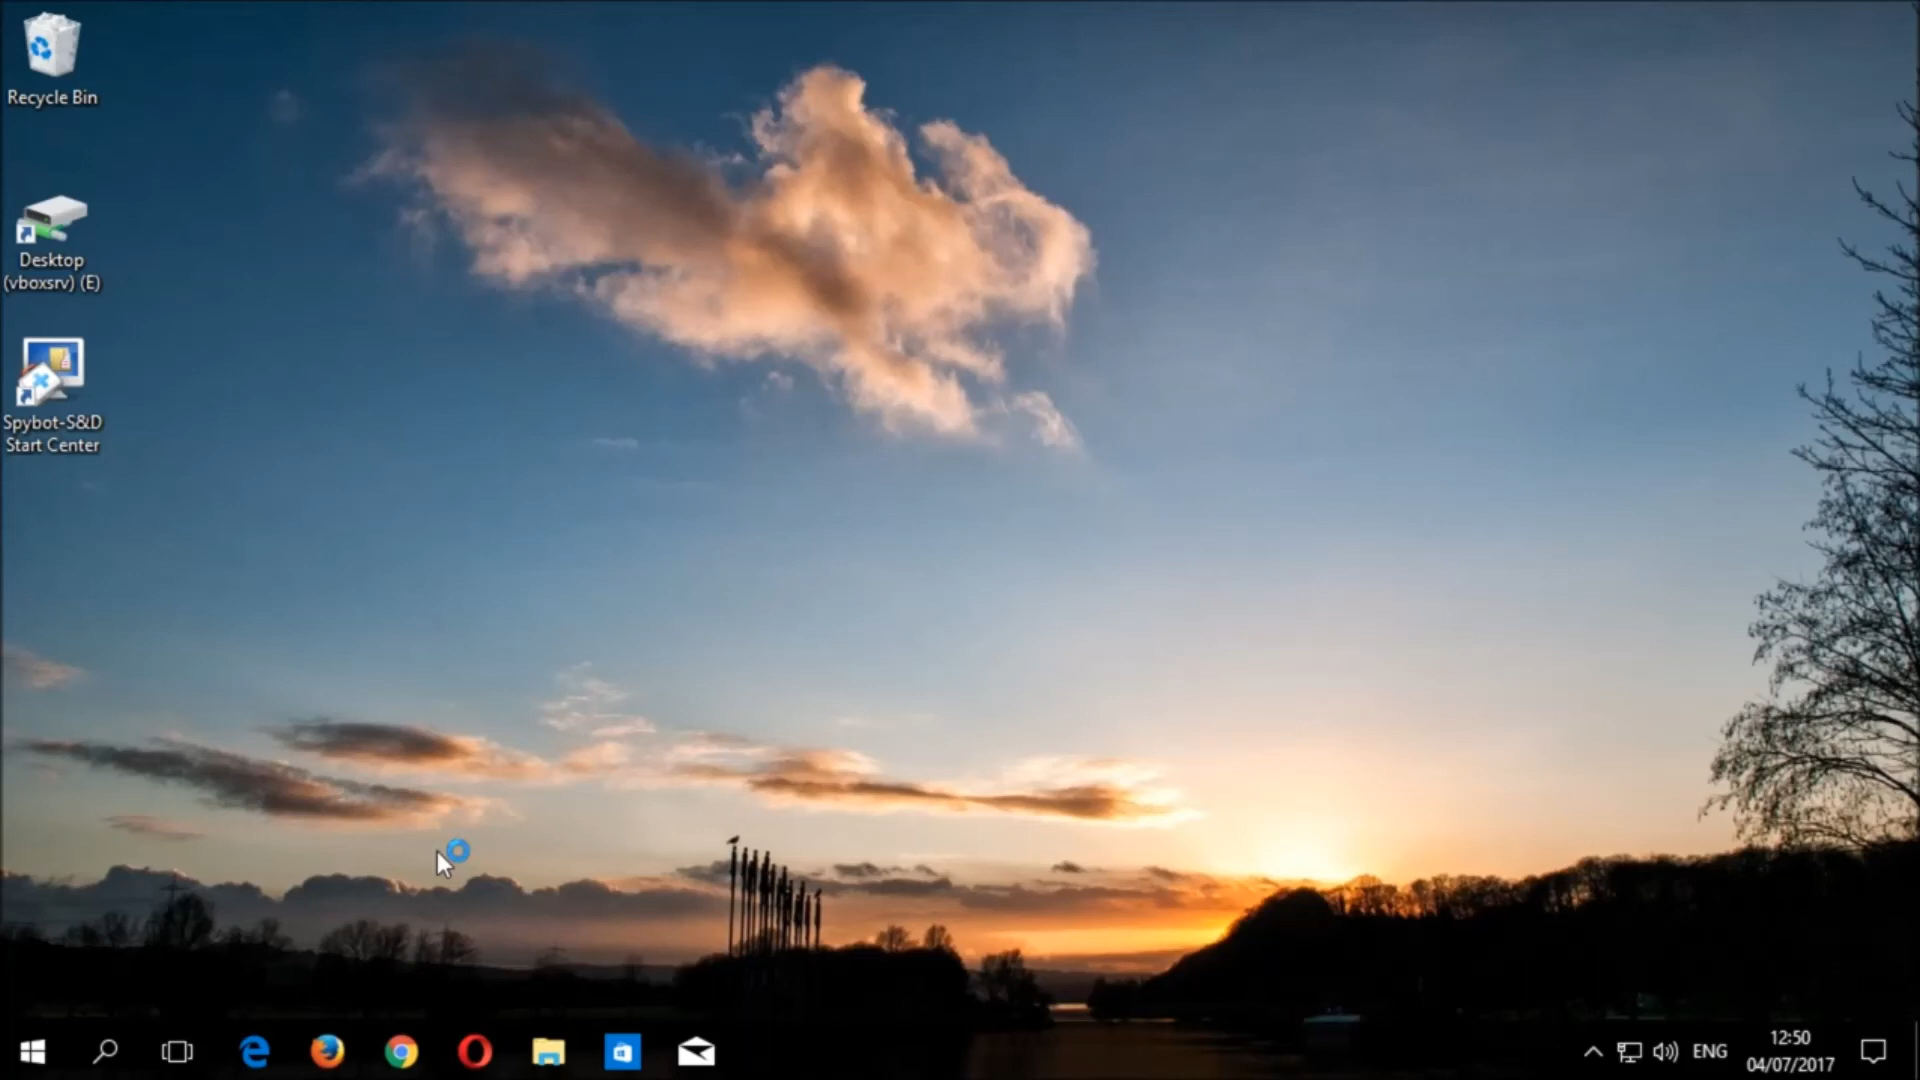 Recycle Bin
Desktop
(vboxsrv) (E)
Spybot-S&D
Start Center
ENG
12:50
04/07/2017